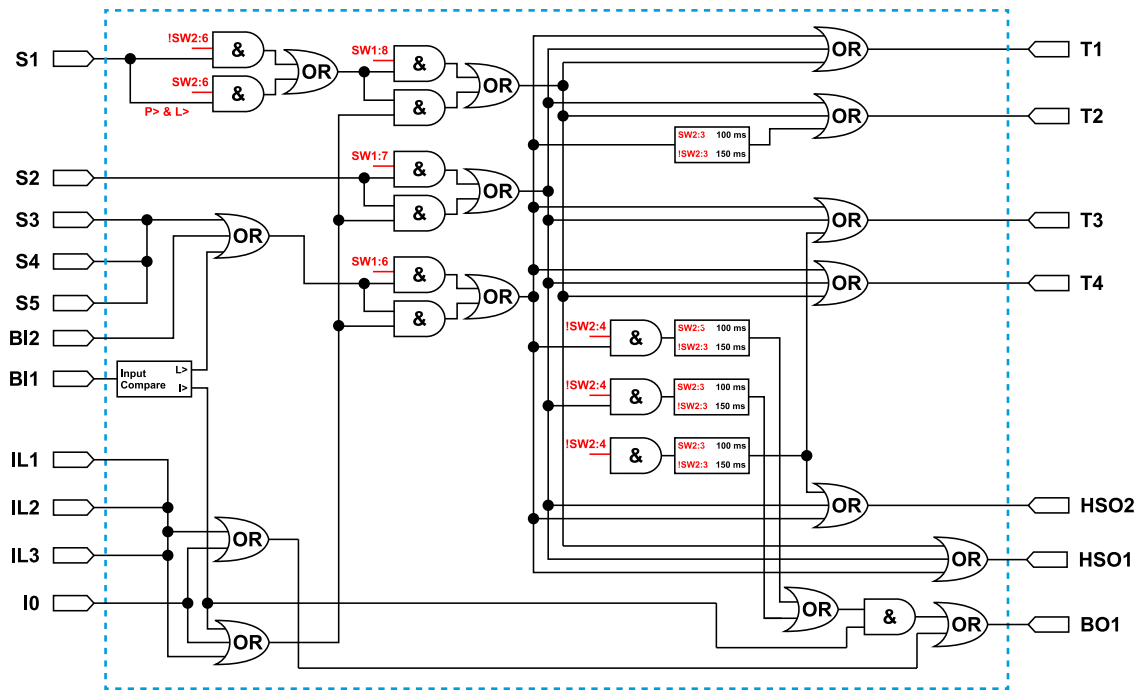 !SW2:6
&
S1
OR
SW2:6
&
P> & L>
SW1:8
&
OR
&
OR
T1
OR
T2
SW2:3 100 ms
!SW2:3 150 ms
SW1:7
&
S2
OR
&
S3
OR
S4
S5
BI2
BI1
Input
Compare
L>
I>
SW1:6
&
OR
&
OR
T3
OR
T4
!SW2:4
&
SW2:3 100 ms
!SW2:3 150 ms
!SW2:4
&
SW2:3 100 ms
!SW2:3 150 ms
!SW2:4
&
SW2:3 100 ms
!SW2:3 150 ms
IL1
IL2
IL3
I0
OR
OR
OR
HSO2
OR
HSO1
OR
&
OR
BO1